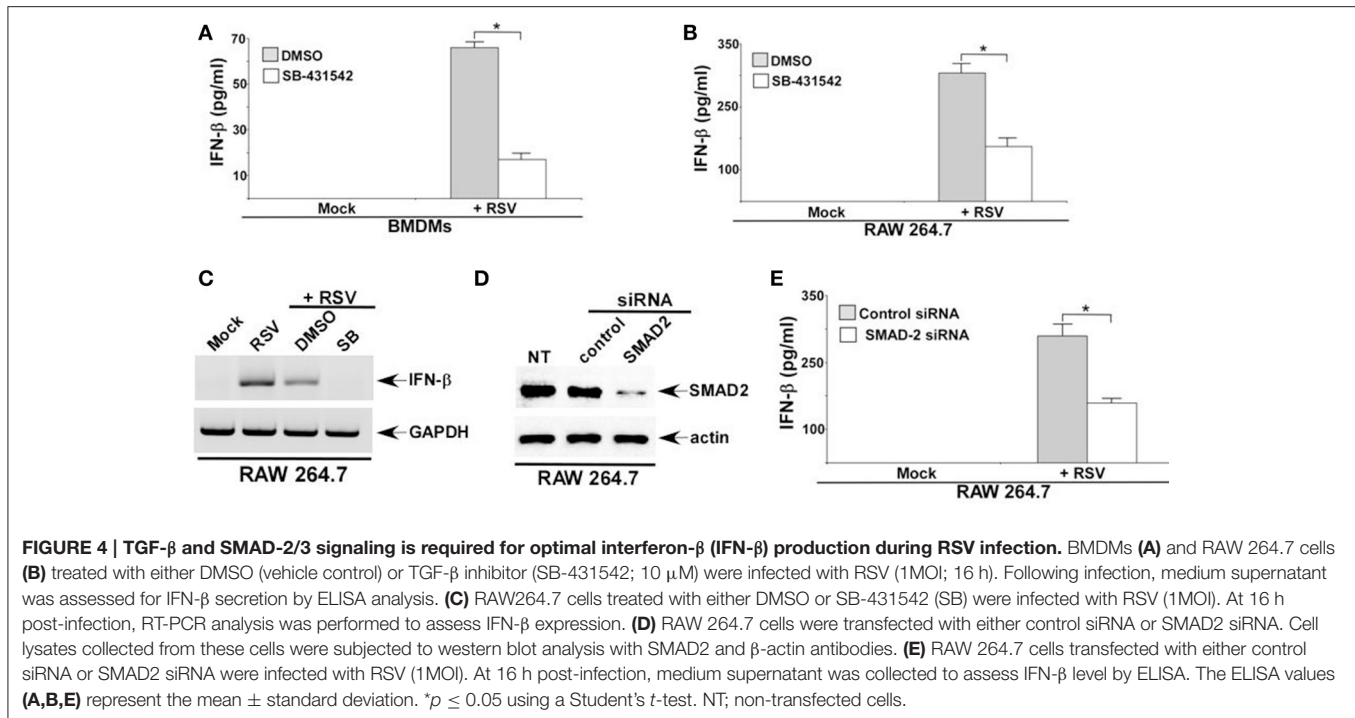 A
70
50
30
10
IFN-β (pg/ml)
DMSO
SB-431542
*
Mock
+ RSV
BMDMs
B
350
250
100
IFN-β (pg/ml)
DMSO
SB-431542
*
Mock
+ RSV
RAW 264.7
C
+ RSV
Mock
RSV
DMSO
SB
IFN-β
GAPDH
RAW 264.7
D
siRNA
NT
control
SMAD2
SMAD2
actin
RAW 264.7
E
350
250
100
IFN-β (pg/ml)
Control siRNA
SMAD-2 siRNA
*
Mock
+ RSV
RAW 264.7
FIGURE 4 | TGF-β and SMAD-2/3 signaling is required for optimal interferon-β (IFN-β) production during RSV infection. BMDMs (A) and RAW 264.7 cells
(B) treated with either DMSO (vehicle control) or TGF-β inhibitor (SB-431542; 10 μM) were infected with RSV (1MOI; 16 h). Following infection, medium supernatant
was assessed for IFN-β secretion by ELISA analysis. (C) RAW264.7 cells treated with either DMSO or SB-431542 (SB) were infected with RSV (1MOI). At 16 h
post-infection, RT-PCR analysis was performed to assess IFN-β expression. (D) RAW 264.7 cells were transfected with either control siRNA or SMAD2 siRNA. Cell
lysates collected from these cells were subjected to western blot analysis with SMAD2 and β-actin antibodies. (E) RAW 264.7 cells transfected with either control
siRNA or SMAD2 siRNA were infected with RSV (1MOI). At 16 h post-infection, medium supernatant was collected to assess IFN-β level by ELISA. The ELISA values
(A,B,E) represent the mean ± standard deviation. *p ≤ 0.05 using a Student's t-test. NT; non-transfected cells.